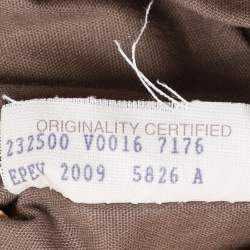 ORIGINALITY CERTIFIED
232500 V0016 7176
EPEV 2009 5826 A